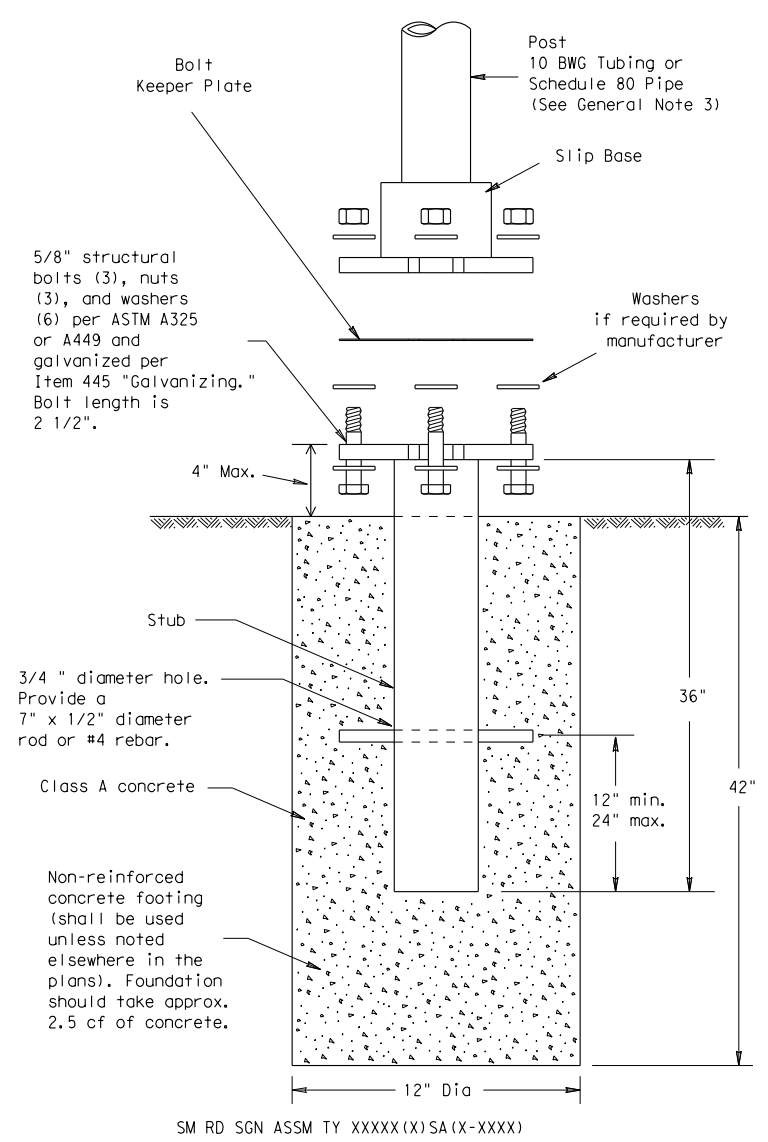 Post
10 BWG Tubing or
Schedule 80 Pipe
(See General Note 3)
Bolt
Keeper Plate
Slip Base
5/8" structural
bolts (3), nuts
(3), and washers
(6) per ASTM A325
or A449 and
galvanized per
Item 445 "Galvanizing."
Bolt length is
2 1/2".
Washers
if required by
manufacturer
4" Max.
Stub
3/4 " diameter hole.
Provide a
7" x 1/2" diameter
rod or #4 rebar.
36"
Class A concrete
42"
12" min.
24" max.
Non-reinforced
concrete footing
(shall be used
unless noted
elsewhere in the
plans). Foundation
should take approx.
2.5 cf of concrete.
12" Dia
SM RD SGN ASSM TY XXXXX(X)SA(X-XXXX)